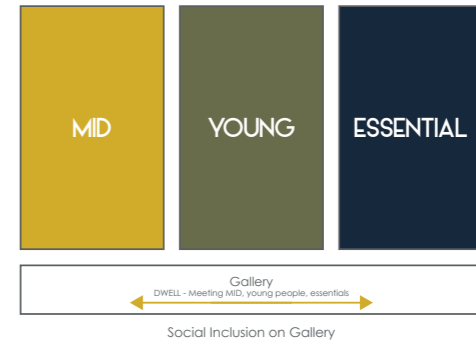 MID
YOUNG
ESSENTIAL
Gallery
DWELL - Meeting MID, young people, essentials
Social Inclusion on Gallery